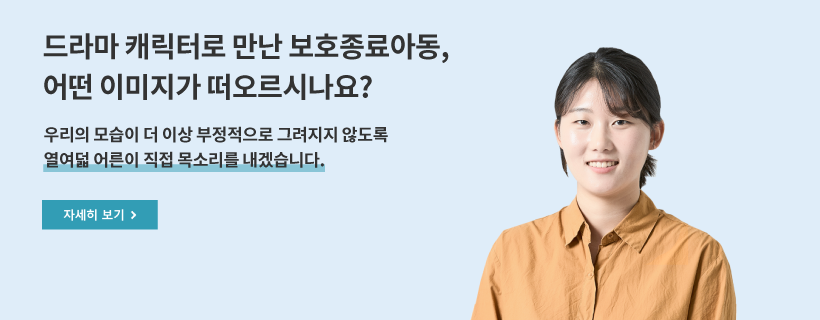 드라마 캐릭터로 만난 보호종료아동,
어떤 이미지가 떠오르시나요?
우리의 모습이 더 이상 부정적으로 그려지지 않도록
열여덟 어른이 직접 목소리를 내겠습니다.
자세히 보기 >